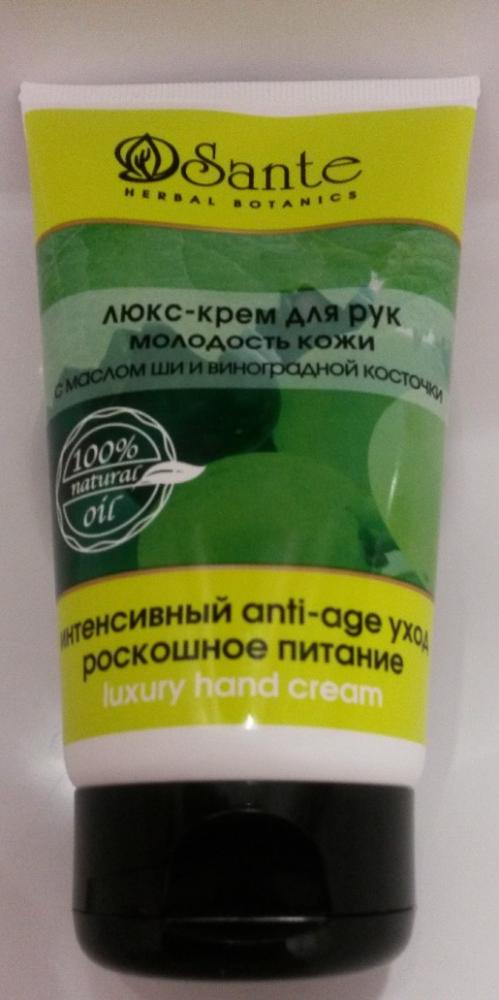 Dr Sante
HERBAL BOTANICS
люкс-крем для рук
молодость кожи
с маслом ши и виноградной косточки
100%
natural
oil
интенсивный anti-age уход
роскошное питание
luxury hand cream